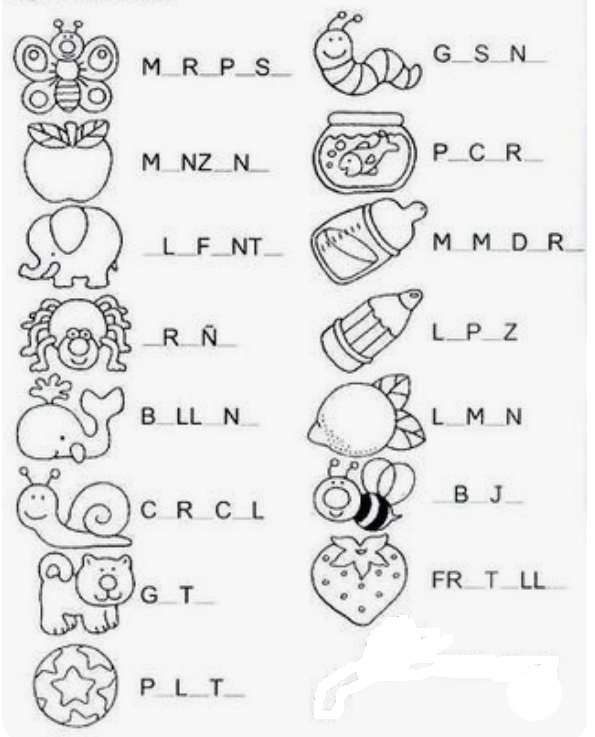 M_R_P_S_
M_NZ_N_
_L_F_NT_
_R_Ñ_
B_LL_N_
C_R_C_L
G_T_
P_L_T_
G_S_N_
P_C_R_
M_M_D_R_
L_P_Z
L_M_N
_B_J_
FR_T_LL_